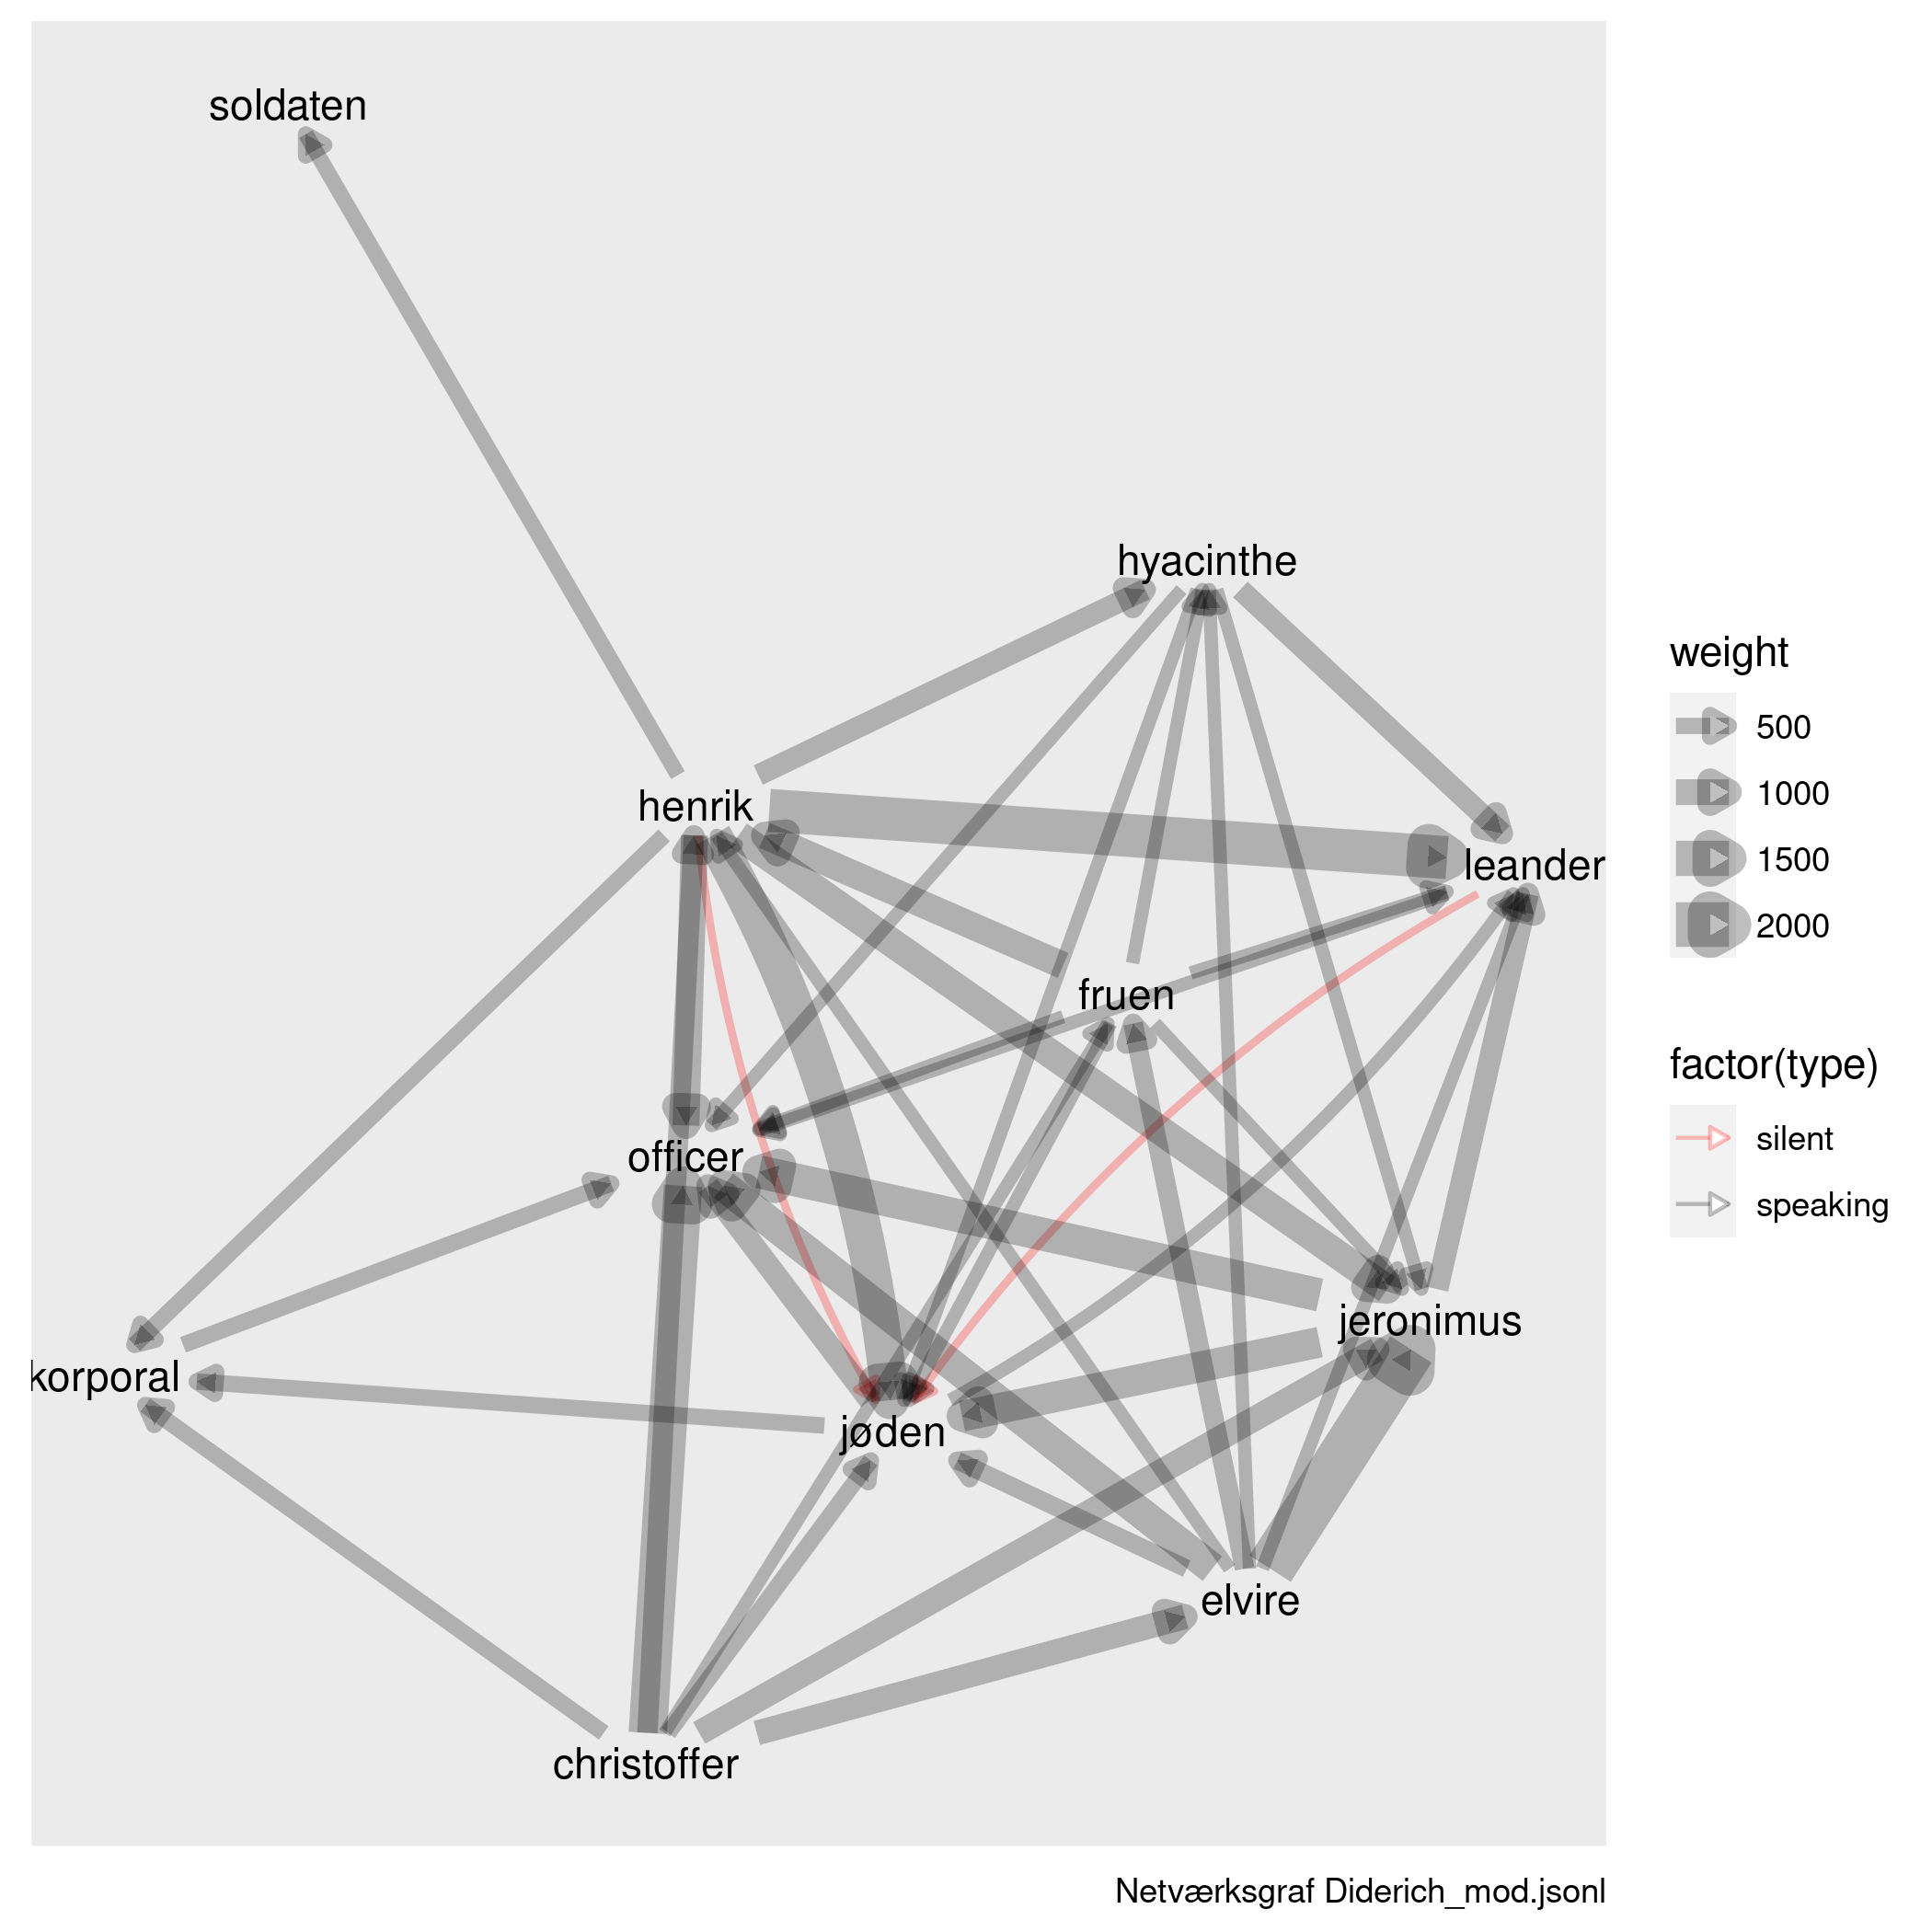 soldaten
hyacinthe
henrik
leander
fruen
officer
jeronimus
korporal
jøden
elvire
christoffer
weight
500
1000
1500
2000
factor(type)
silent
speaking
Netværksgraf Diderich_mod.jsonl